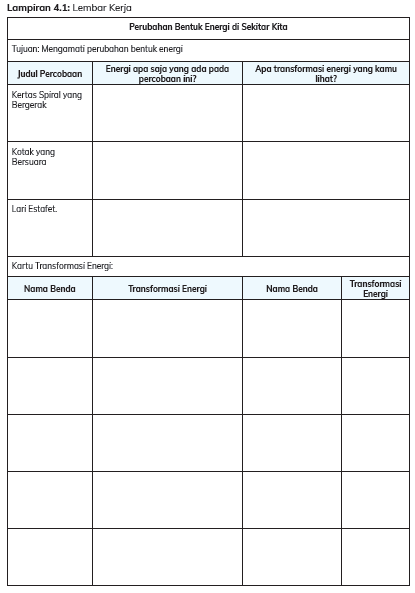 Lampiran 4.1: Lembar Kerja
Perubahan Bentuk Energi di Sekitar Kita
Tujuan: Mengamati perubahan bentuk energi
Judul Percobaan
Energi apa saja yang ada pada
percobaan ini?
Apa transformasi energi yang kamu
lihat?
Kertas Spiral yang
Bergerak
Kotak yang
Bersuara
Lari Estafet.
Kartu Transformasi Energi:
Nama Benda
Transformasi Energi
Nama Benda
Transformasi
Energi